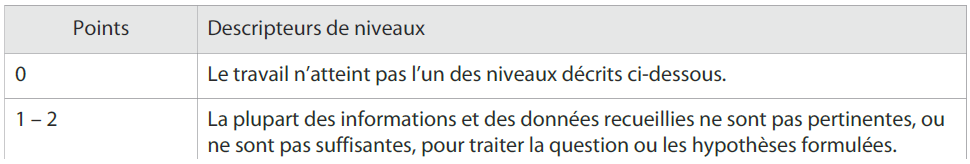 Points Descripteurs de niveaux
0 Le travail n’atteint pas l’un des niveaux décrits ci-dessous.
1 – 2 La plupart des informations et des données recueillies ne sont pas pertinentes, ou
ne sont pas suffisantes, pour traiter la question ou les hypothèses formulées.